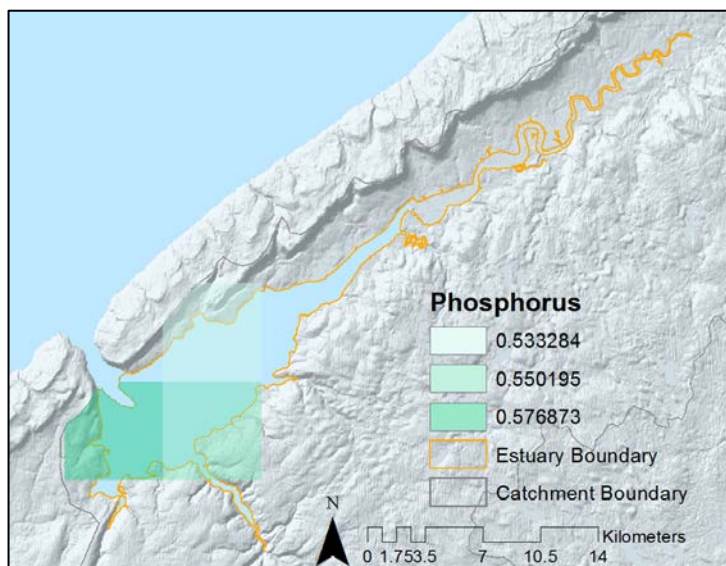 Phosphorus
0.533284
0.550195
0.576873
Estuary Boundary
Catchment Boundary
N
Kilometers
0 1.753.5 7 10.5 14